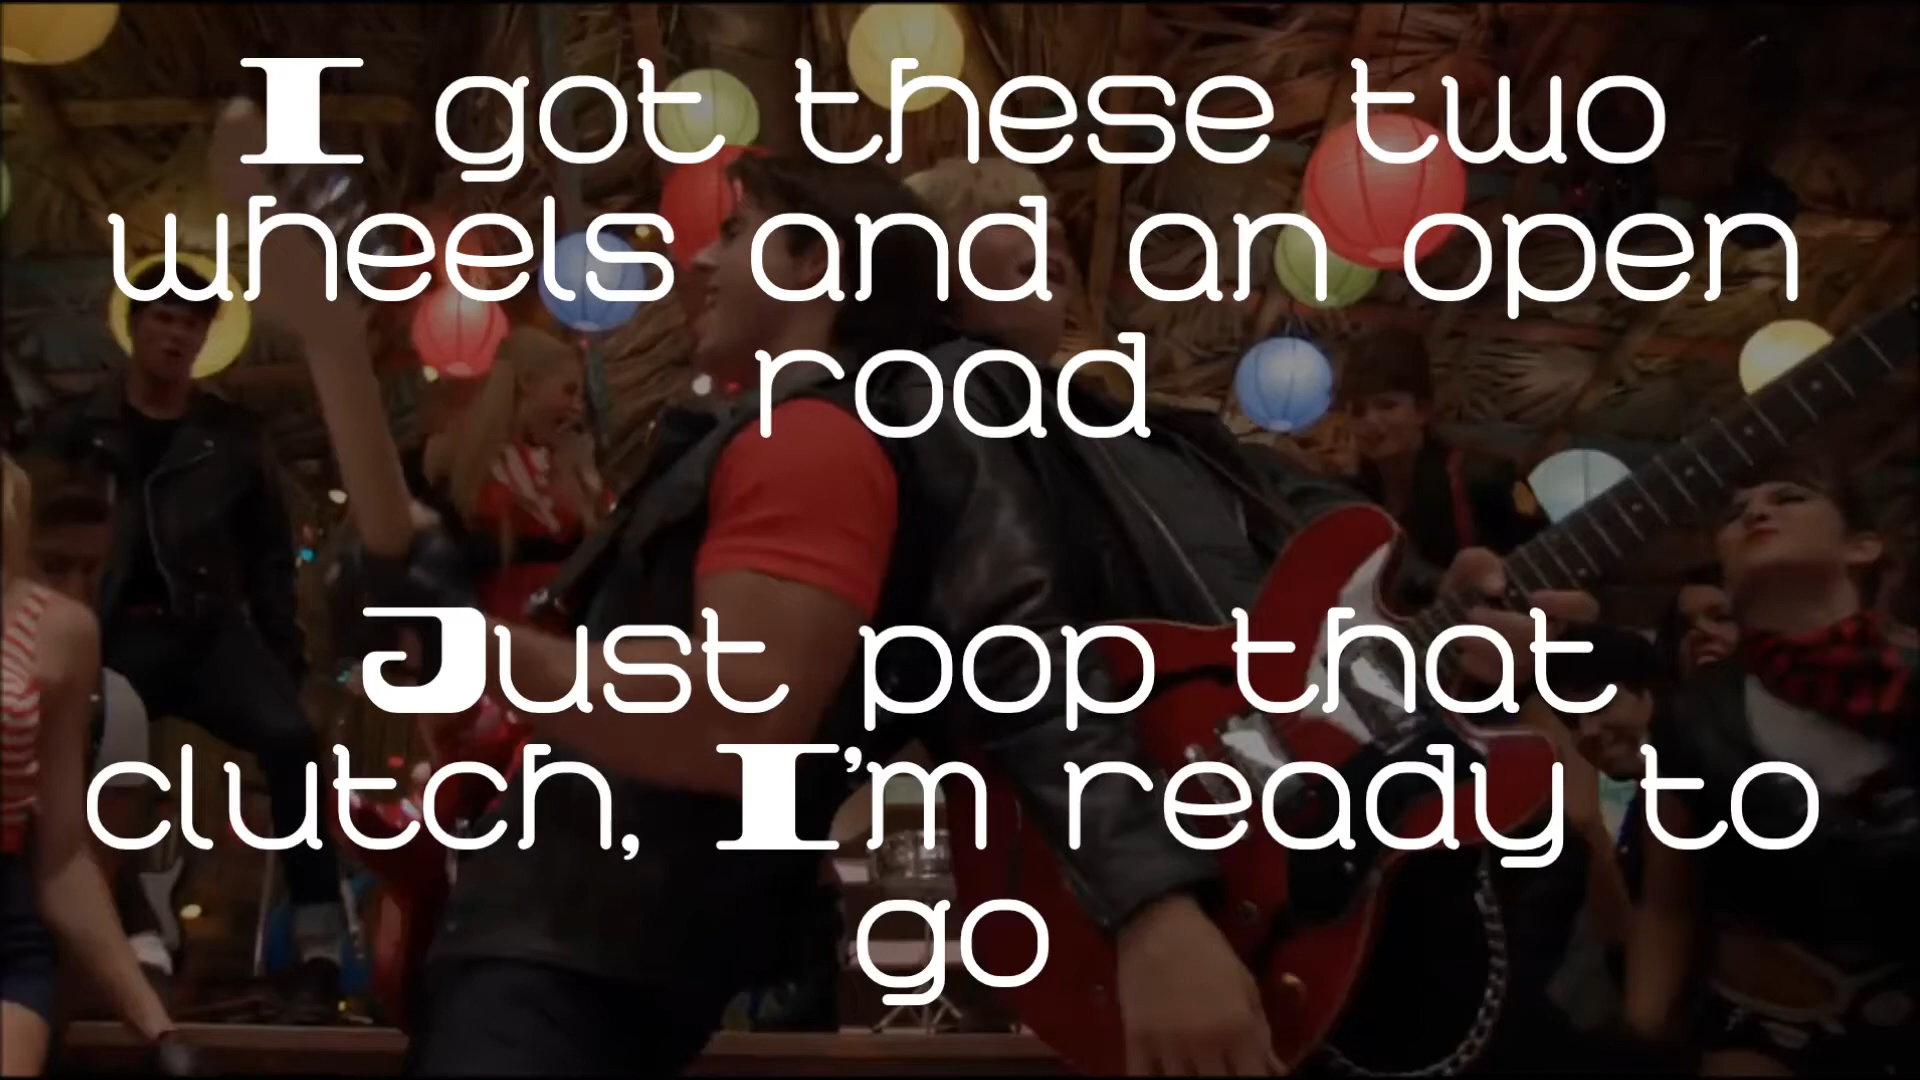 I got these two
wheels and an open
road
Just pop that
clutch, I'm ready to
go